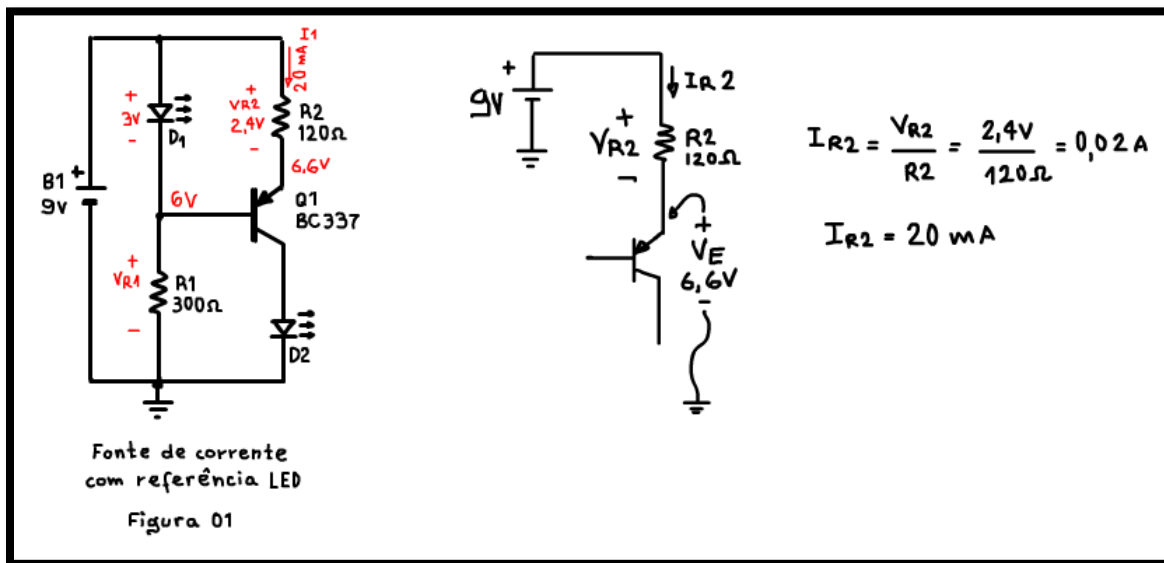 I1
20 mA
+
3V
-
D1
+
VR2
2,4V
-
R2
120Ω
6,6V
B1 +
9V
6V
Q1
BC337
+
VR1
-
R1
300Ω
D2
Fonte de corrente
com referência LED
Figura 01
+
9V
IR2
+
VR2
-
R2
120Ω
+
VE
6,6V
-
IR2 = VR2 / R2 = 2,4V / 120Ω = 0,02A
IR2 = 20 mA